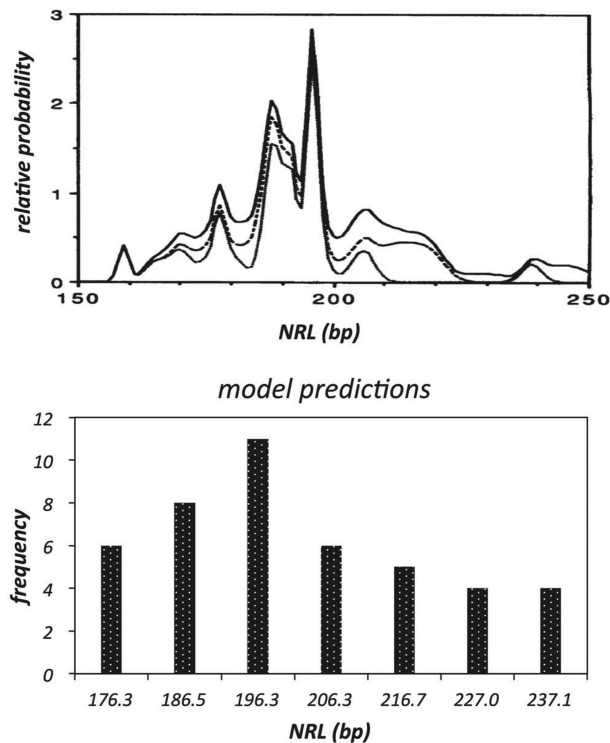 3
2
1
0
relative probability
150
200
250
NRL (bp)
model predictions
12
10
8
6
4
2
0
frequency
176.3 186.5 196.3 206.3 216.7 227.0 237.1
NRL (bp)